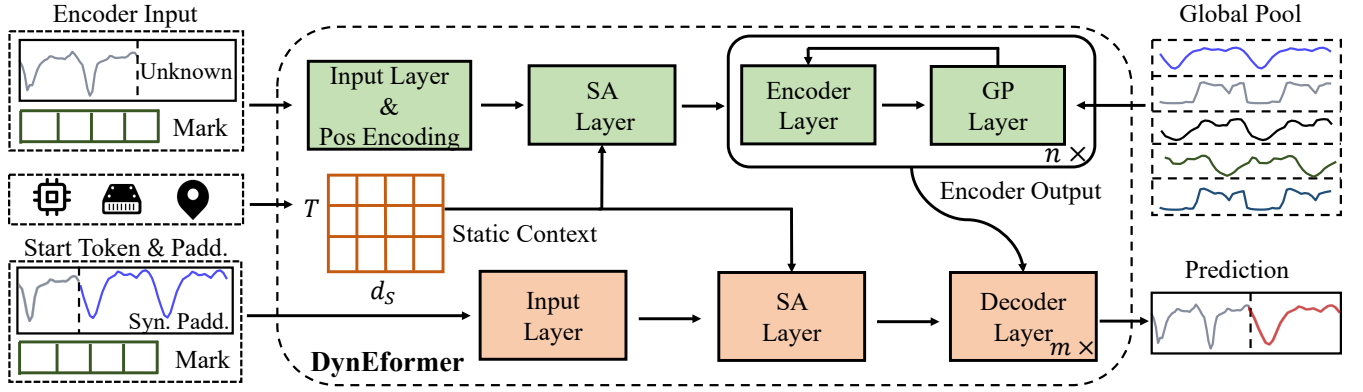 Encoder Input
Unknown
Mark
Input Layer
&
Pos Encoding
SA
Layer
Encoder
Layer
GP
Layer
n ×
Global Pool
T
Static Context
d_S
Encoder Output
Start Token & Padd.
Syn. Padd.
Mark
Input
Layer
SA
Layer
Decoder
Layer
m ×
Prediction
DynEformer